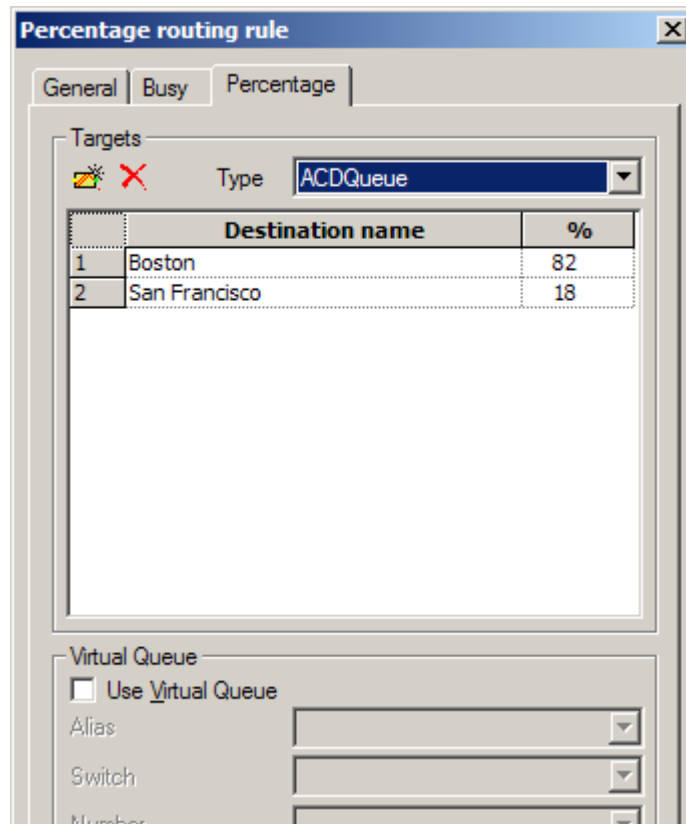 Percentage routing rule
General Busy Percentage
Targets
Type ACDQueue
Destination name %
1 Boston 82
2 San Francisco 18
Virtual Queue
Use Virtual Queue
Alias
Switch
Number